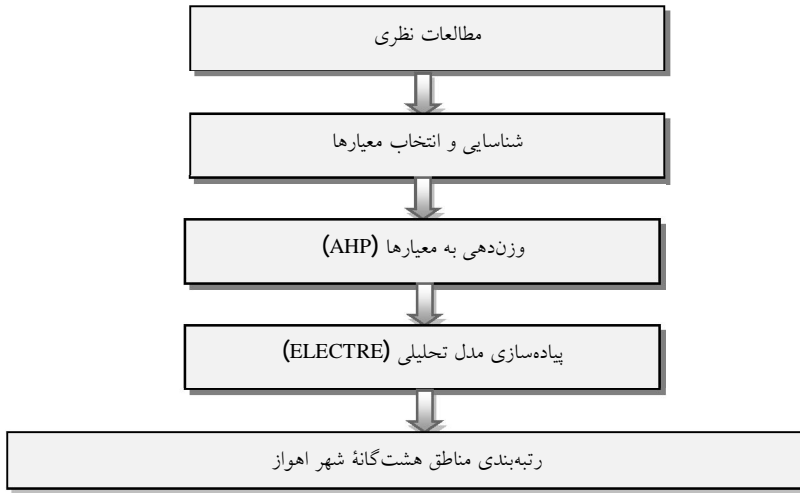 مطالعات نظری
شناسایی و انتخاب معیارها
وزن‌دهی به معیارها (AHP)
پیاده‌سازی مدل تحلیلی (ELECTRE)
رتبه‌بندی مناطق هشت‌گانهٔ شهر اهواز